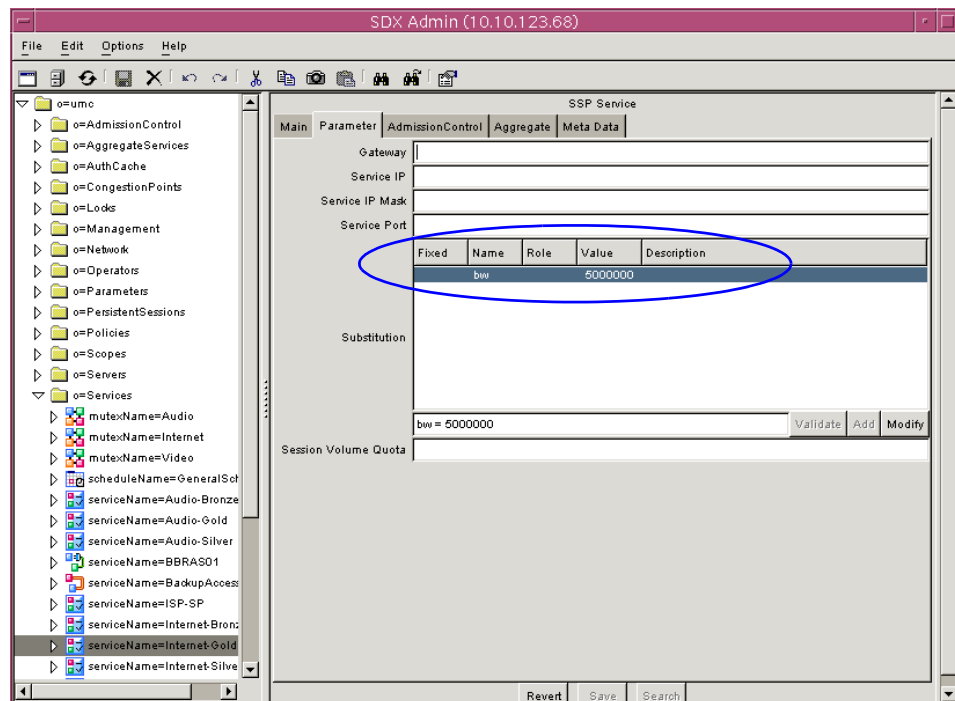 SDX Admin (10.10.123.68)
File Edit Options Help
o=umc
o=AdmissionControl
o=AggregateServices
o=AuthCache
o=CongestionPoints
o=Locks
o=Management
o=Network
o=Operators
o=Parameters
o=PersistentSessions
o=Policies
o=Scopes
o=Servers
o=Services
mutexName=Audio
mutexName=Internet
mutexName=Video
scheduleName=GeneralSch
serviceName=Audio-Bronze
serviceName=Audio-Gold
serviceName=Audio-Silver
serviceName=BBRAS01
serviceName=BackupAccess
serviceName=ISP-SP
serviceName=Internet-Bronz
serviceName=Internet-Gold
serviceName=Internet-Silve
SSP Service
Main Parameter AdmissionControl Aggregate Meta Data
Gateway
Service IP
Service IP Mask
Service Port
Fixed Name Role Value Description
bw 5000000
Substitution
bw = 5000000 Validate Add Modify
Session Volume Quota
Revert Save Search